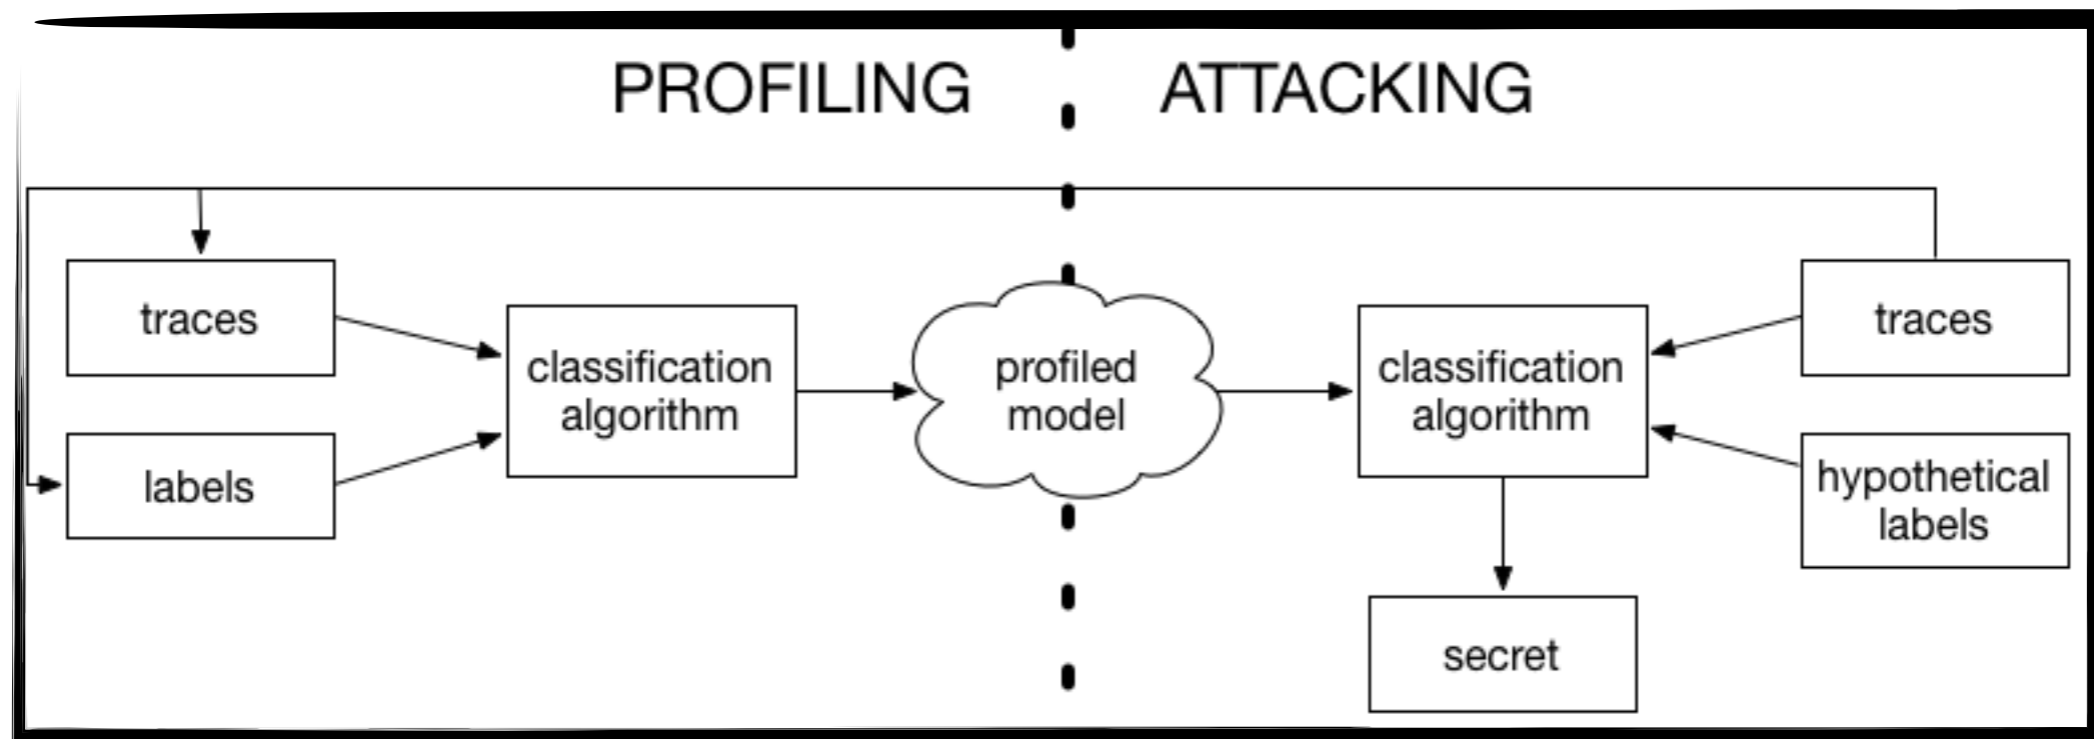 PROFILING
ATTACKING
traces
labels
classification
algorithm
profiled
model
classification
algorithm
traces
hypothetical
labels
secret